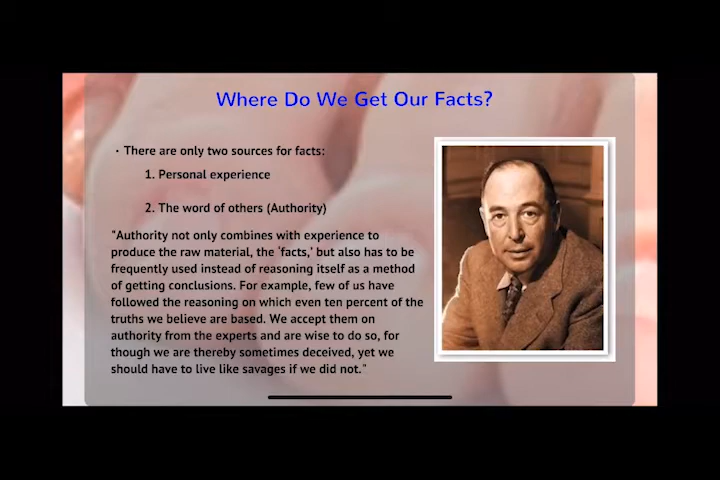 Where Do We Get Our Facts?
· There are only two sources for facts:
1. Personal experience
2. The word of others (Authority)
"Authority not only combines with experience to
produce the raw material, the 'facts,' but also has to be
frequently used instead of reasoning itself as a method
of getting conclusions. For example, few of us have
followed the reasoning on which even ten percent of the
truths we believe are based. We accept them on
authority from the experts and are wise to do so, for
though we are thereby sometimes deceived, yet we
should have to live like savages if we did not."